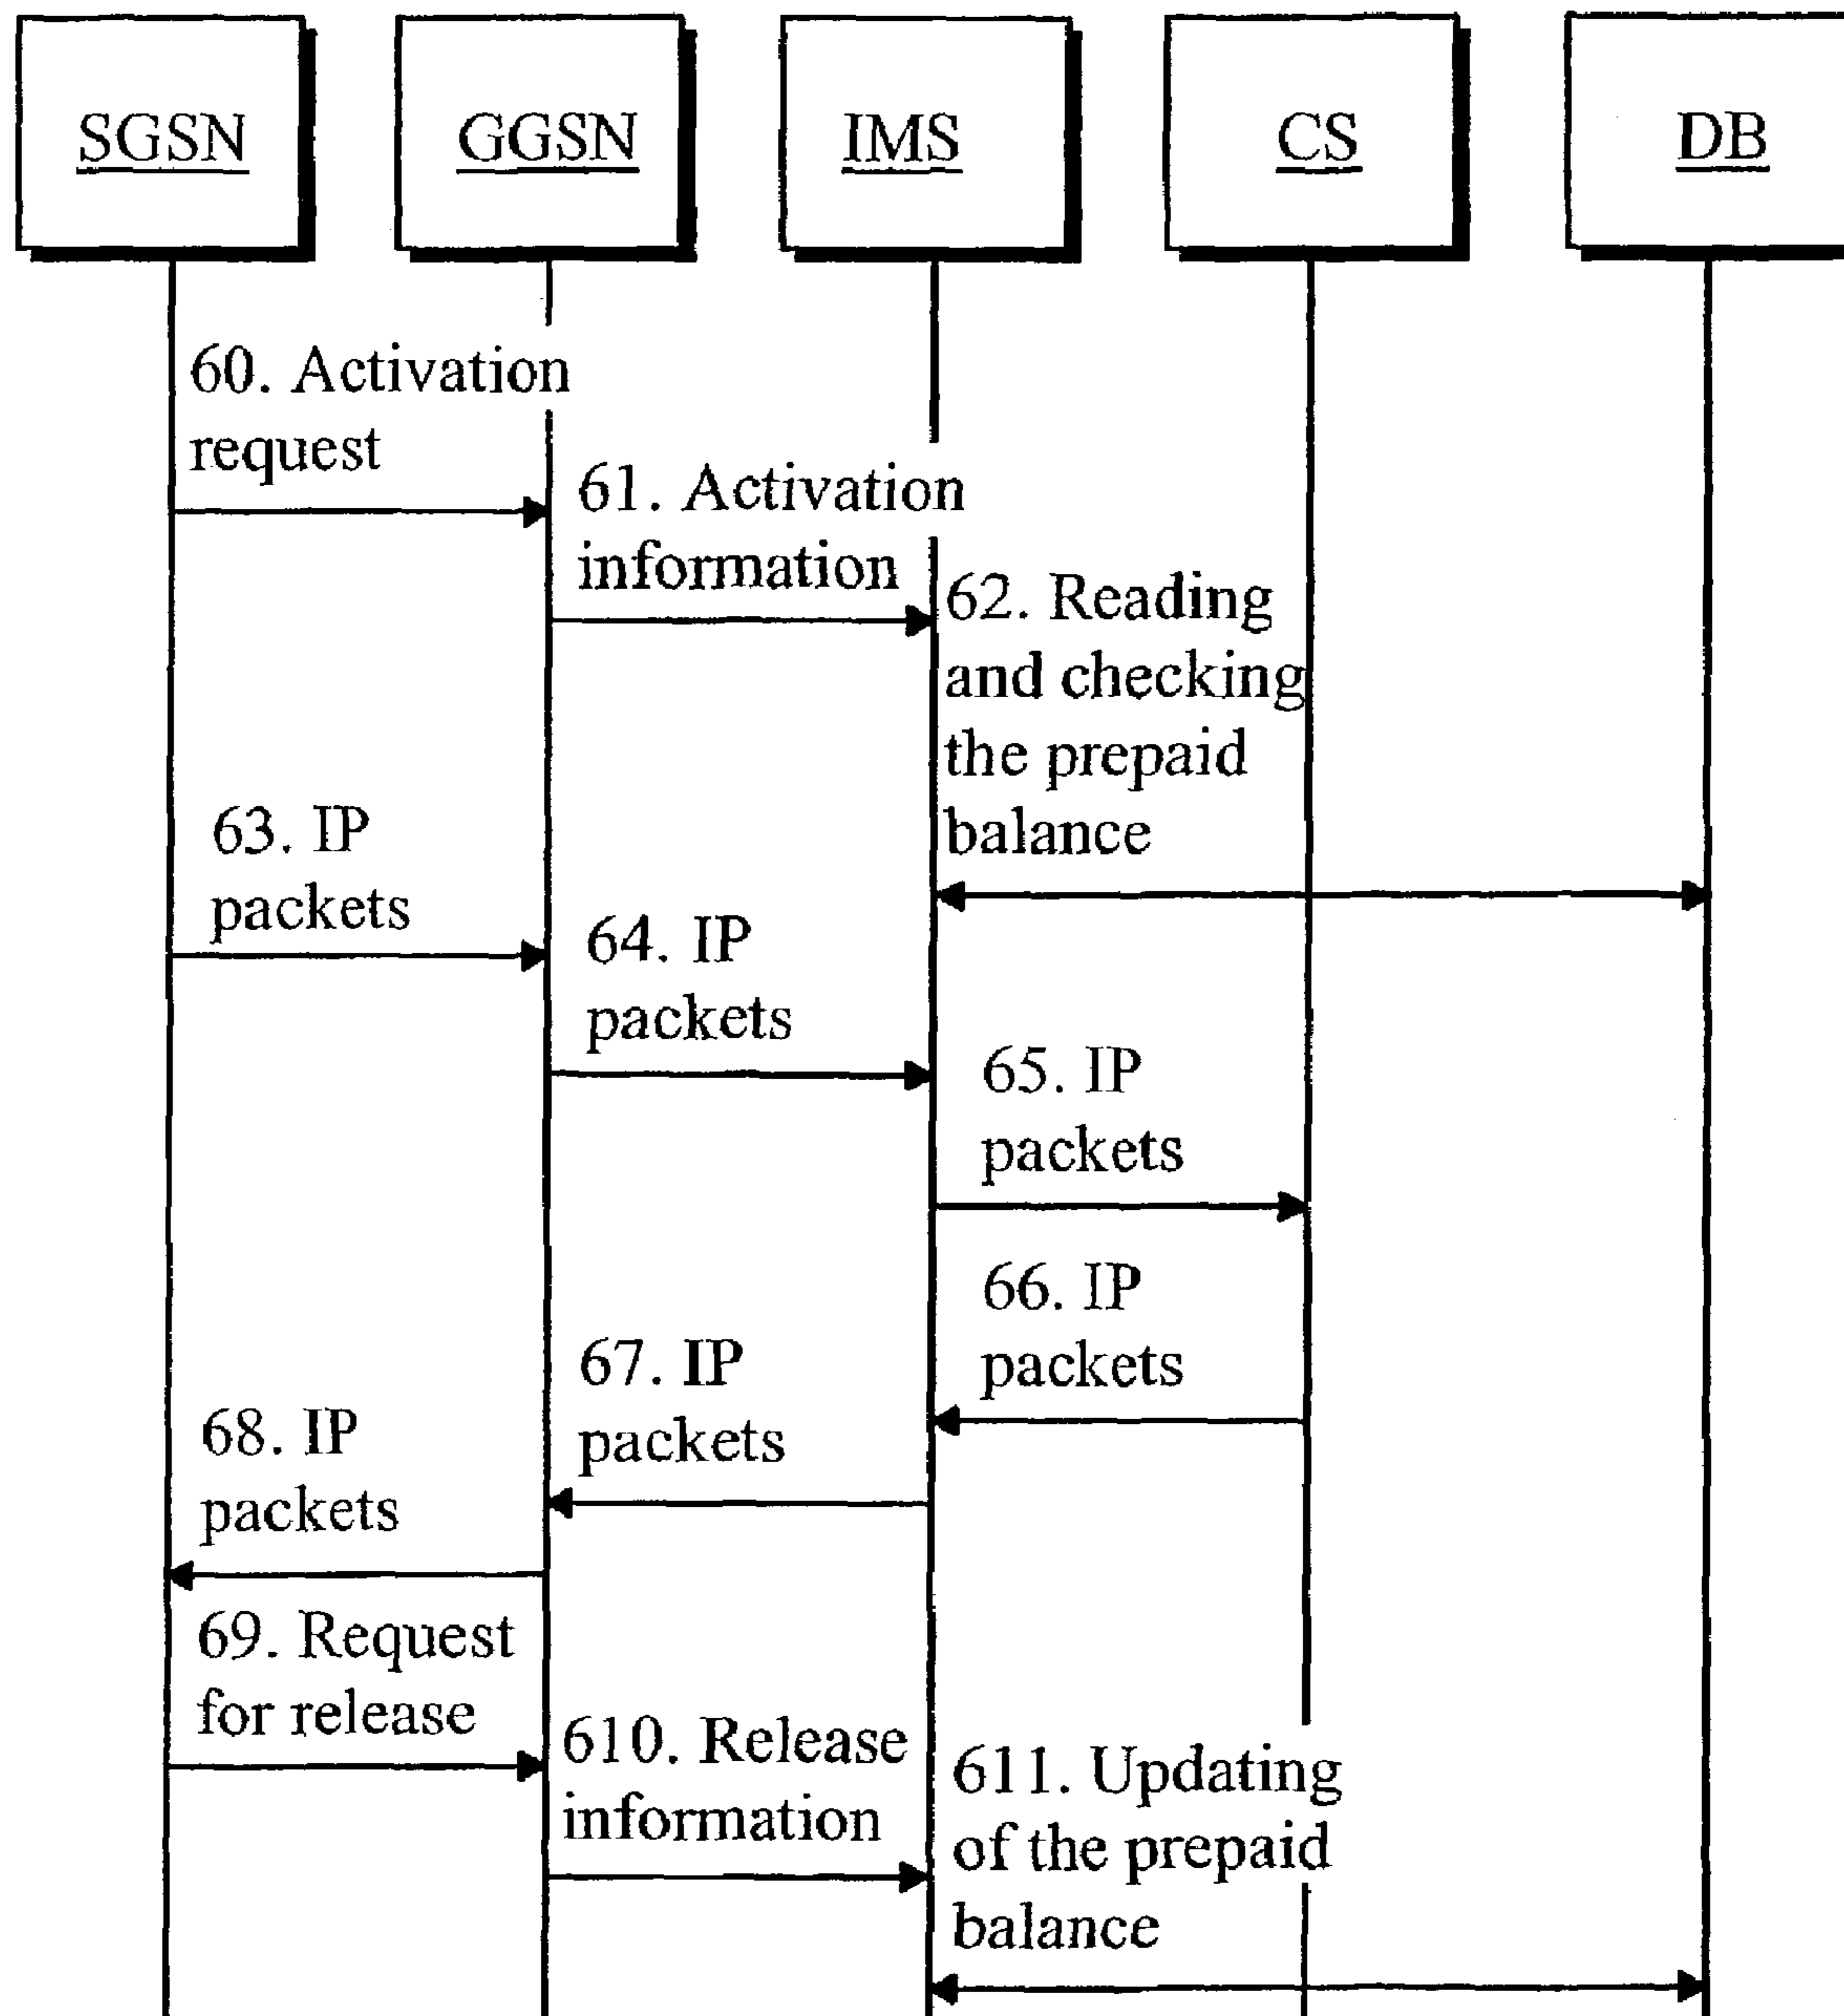 SGSN GGSN IMS CS DB
60. Activation
request
61. Activation
information
62. Reading
and checking
the prepaid
balance
63. IP
packets
64. IP
packets
65. IP
packets
66. IP
packets
67. IP
packets
68. IP
packets
69. Request
for release
610. Release
information
611. Updating
of the prepaid
balance